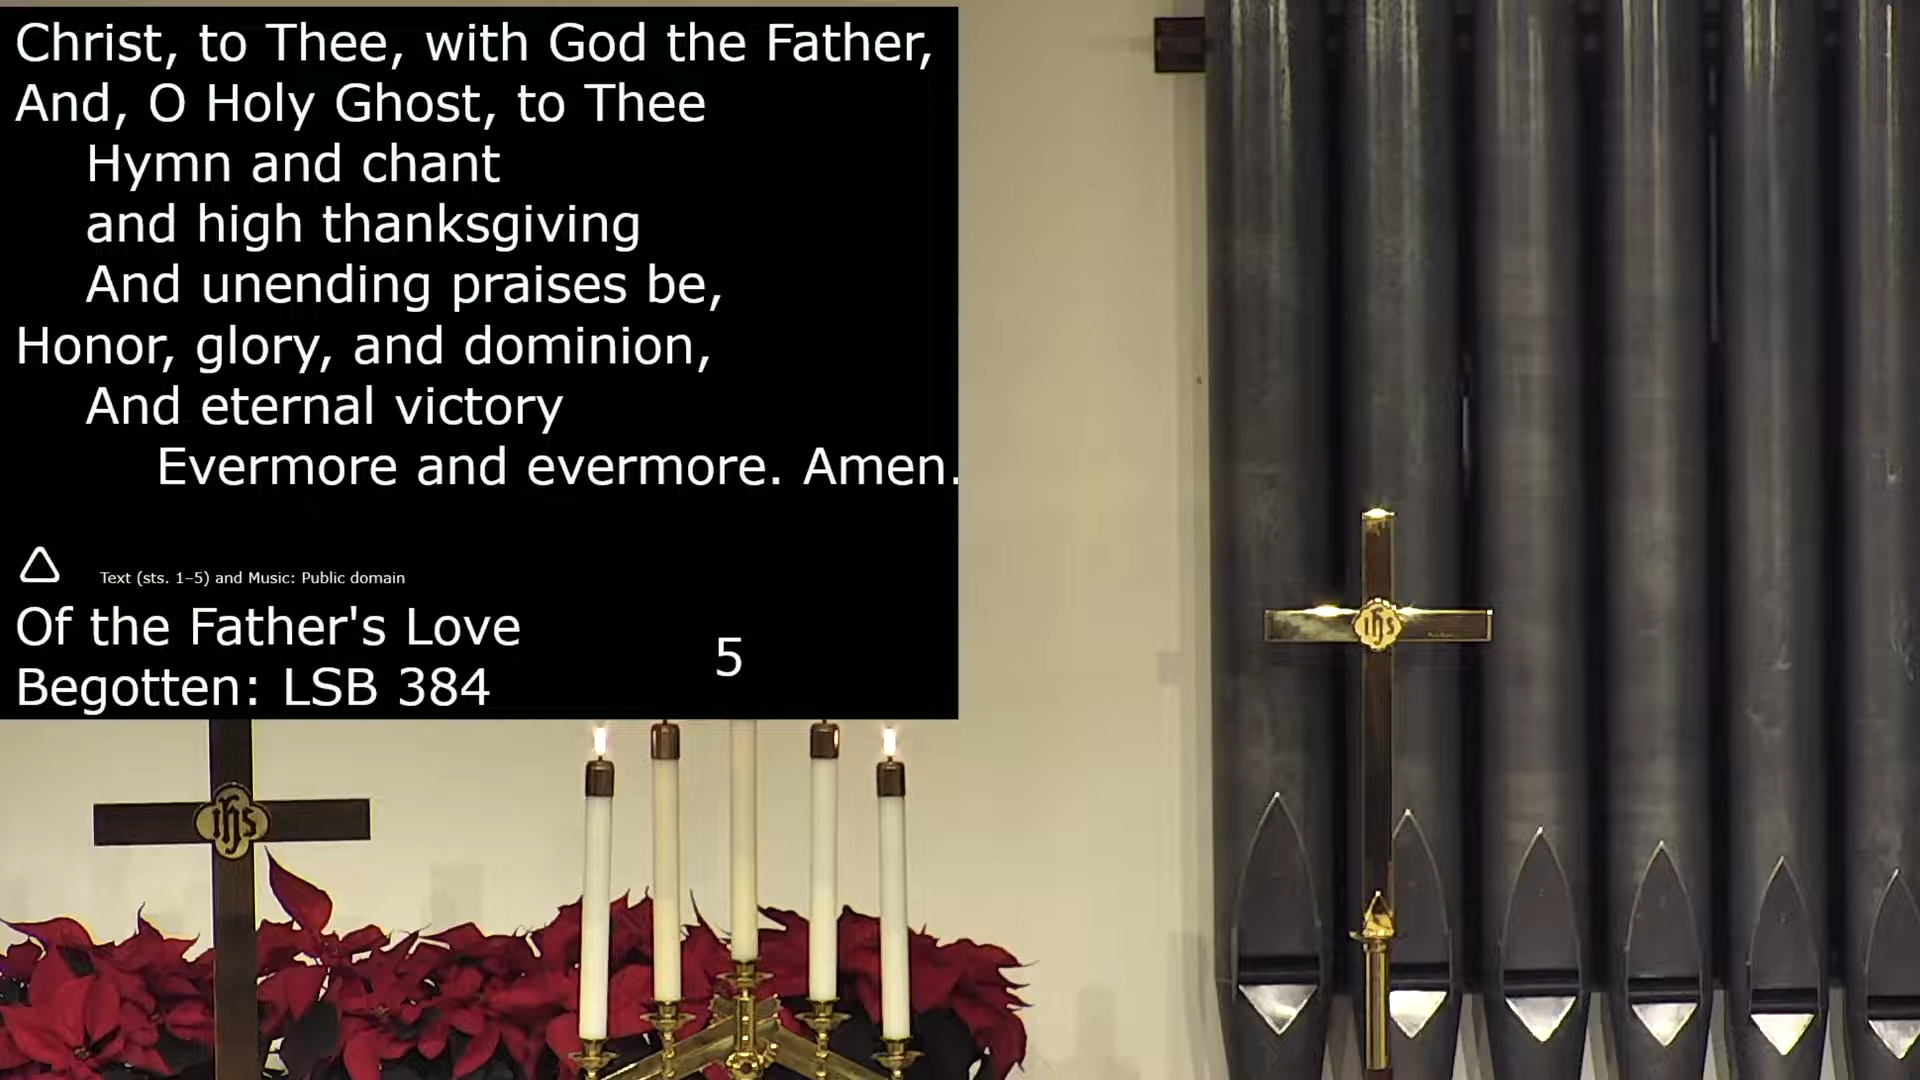 Christ, to Thee, with God the Father,
And, O Holy Ghost, to Thee
Hymn and chant
and high thanksgiving
And unending praises be,
Honor, glory, and dominion,
And eternal victory
Evermore and evermore. Amen.
Text (sts. 1–5) and Music: Public domain
Of the Father's Love
Begotten: LSB 384
5
ihs
ihs